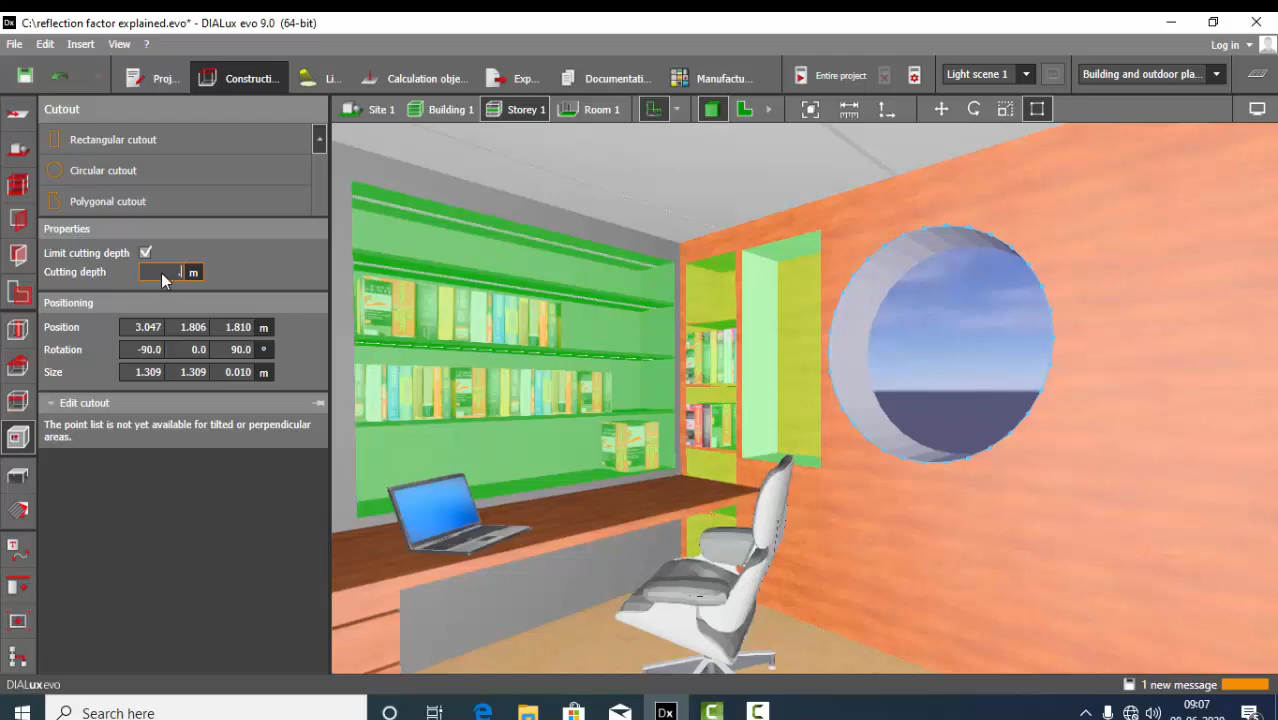 C:\reflection factor explained.evo* - DIALux evo 9.0 (64-bit)
File Edit Insert View ?
Log in
Proj... Constructi... Li... Calculation obje... Exp... Documentati... Manufactu... Entire project Light scene 1 Building and outdoor pla...
Cutout
Site 1 Building 1 Storey 1 Room 1
Rectangular cutout
Circular cutout
Polygonal cutout
Properties
Limit cutting depth
Cutting depth . m
Positioning
Position 3.047 1.806 1.810 m
Rotation -90.0 0.0 90.0 °
Size 1.309 1.309 0.010 m
Edit cutout
The point list is not yet available for tilted or perpendicular
areas.
DIALux evo
1 new message
Type here to search